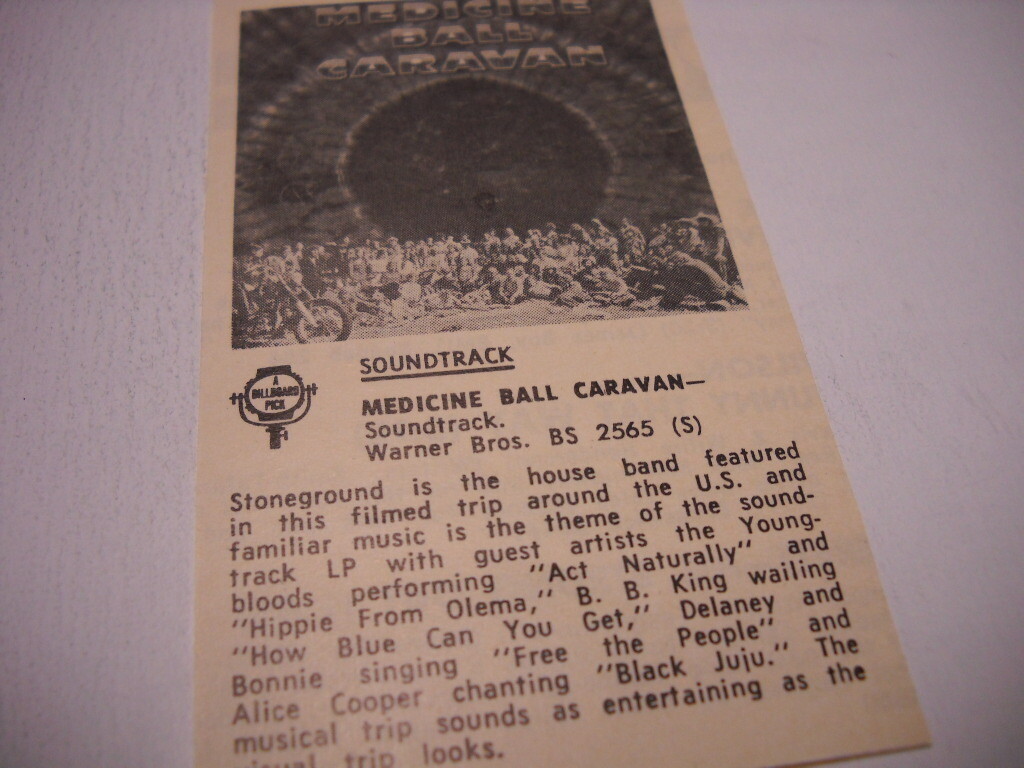 MEDICINE
BALL
CARAVAN
SOUNDTRACK
A
BILLBOARD
PICK
MEDICINE BALL CARAVAN—
Soundtrack.
Warner Bros. BS 2565 (S)
Stoneground is the house band featured
in this filmed trip around the U.S. and
familiar music is the theme of the sound-
track LP with guest artists the Young-
bloods performing "Act Naturally" and
"Hippie From Olema," B. B. King wailing
"How Blue Can You Get," Delaney and
Bonnie singing "Free the People" and
Alice Cooper chanting "Black Juju." The
musical trip sounds as entertaining as the
visual trip looks.